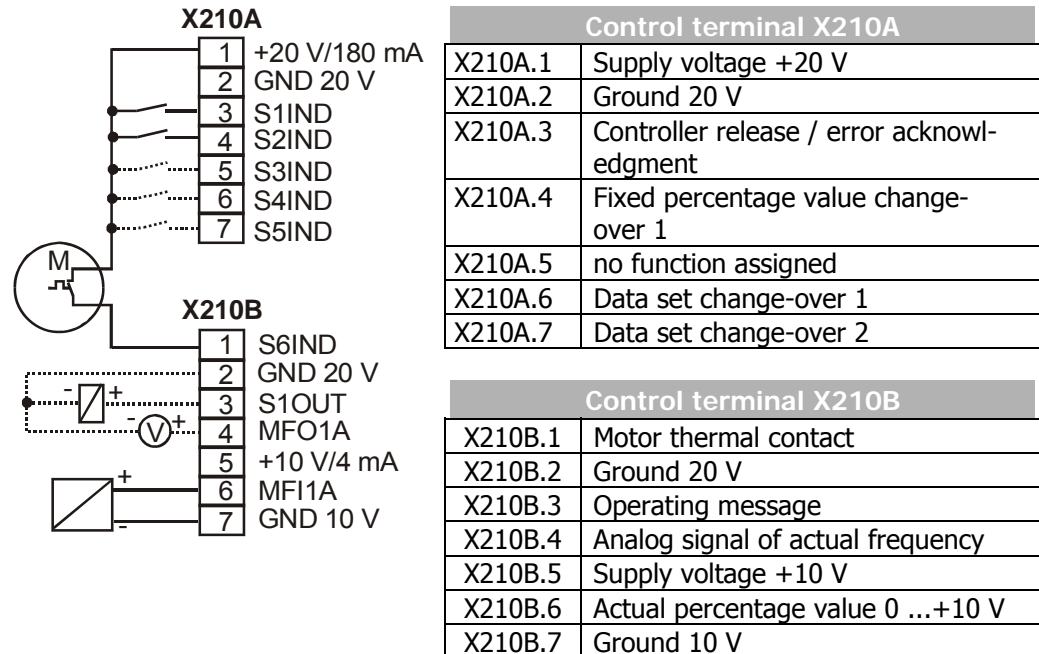 X210A
1 +20 V/180 mA
2 GND 20 V
3 S1IND
4 S2IND
5 S3IND
6 S4IND
7 S5IND
M
X210B
1 S6IND
2 GND 20 V
- + 3 S1OUT
- V + 4 MFO1A
5 +10 V/4 mA
+ 6 MFI1A
- 7 GND 10 V
Control terminal X210A
X210A.1 Supply voltage +20 V
X210A.2 Ground 20 V
X210A.3 Controller release / error acknowl-
edgment
X210A.4 Fixed percentage value change-
over 1
X210A.5 no function assigned
X210A.6 Data set change-over 1
X210A.7 Data set change-over 2
Control terminal X210B
X210B.1 Motor thermal contact
X210B.2 Ground 20 V
X210B.3 Operating message
X210B.4 Analog signal of actual frequency
X210B.5 Supply voltage +10 V
X210B.6 Actual percentage value 0 ...+10 V
X210B.7 Ground 10 V